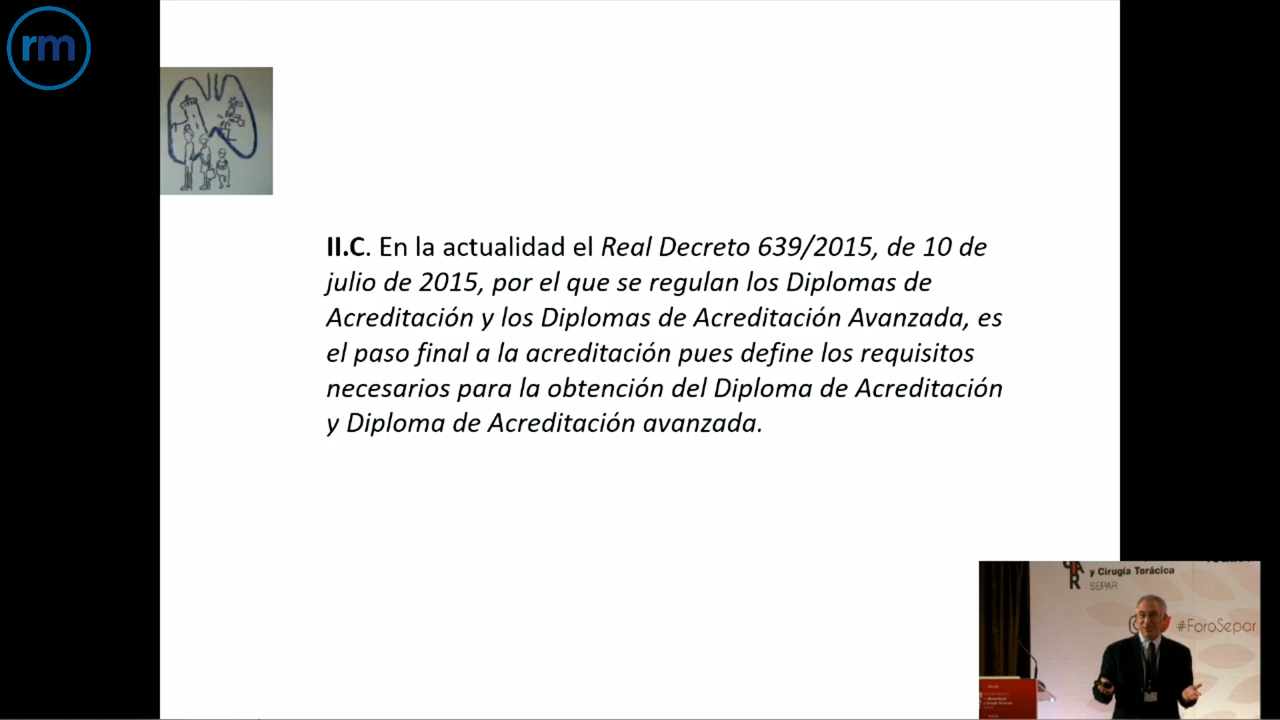 rm
II.C. En la actualidad el Real Decreto 639/2015, de 10 de
julio de 2015, por el que se regulan los Diplomas de
Acreditación y los Diplomas de Acreditación Avanzada, es
el paso final a la acreditación pues define los requisitos
necesarios para la obtención del Diploma de Acreditación
y Diploma de Acreditación avanzada.
y Cirugía Torácica
SEPAR
#ForoSepar